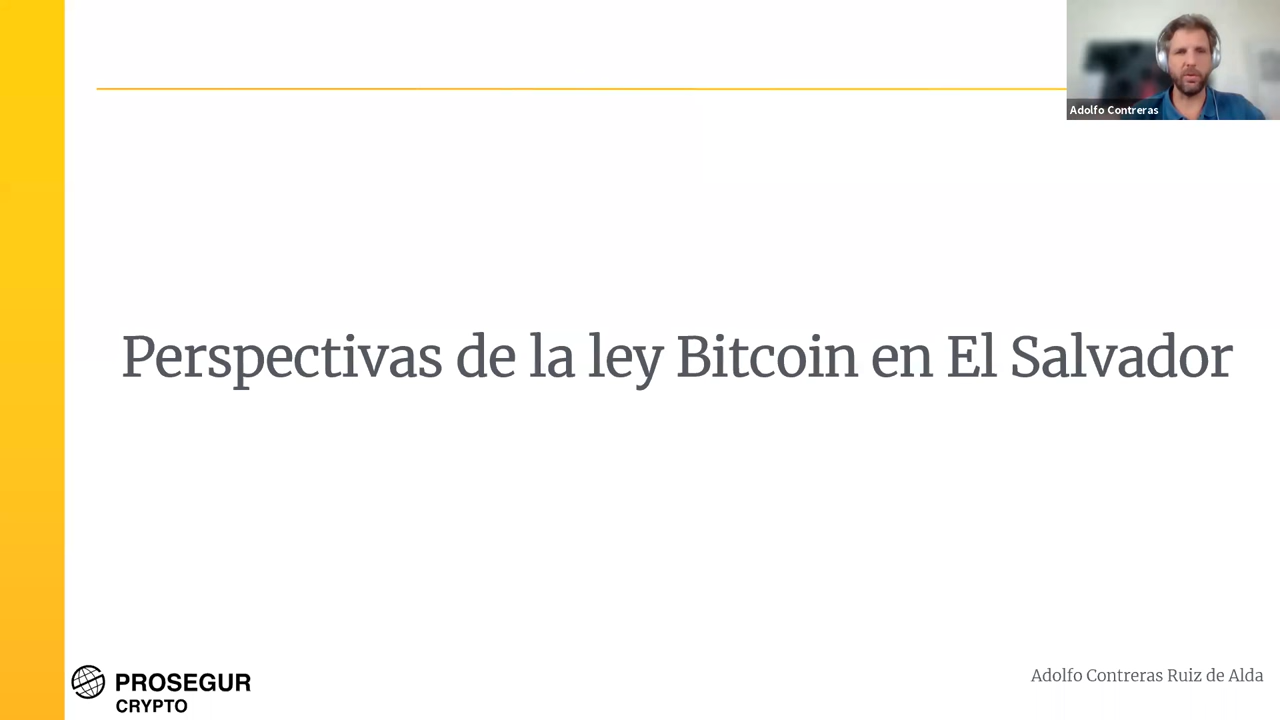 Adolfo Contreras
Perspectivas de la ley Bitcoin en El Salvador
PROSEGUR
CRYPTO
Adolfo Contreras Ruiz de Alda